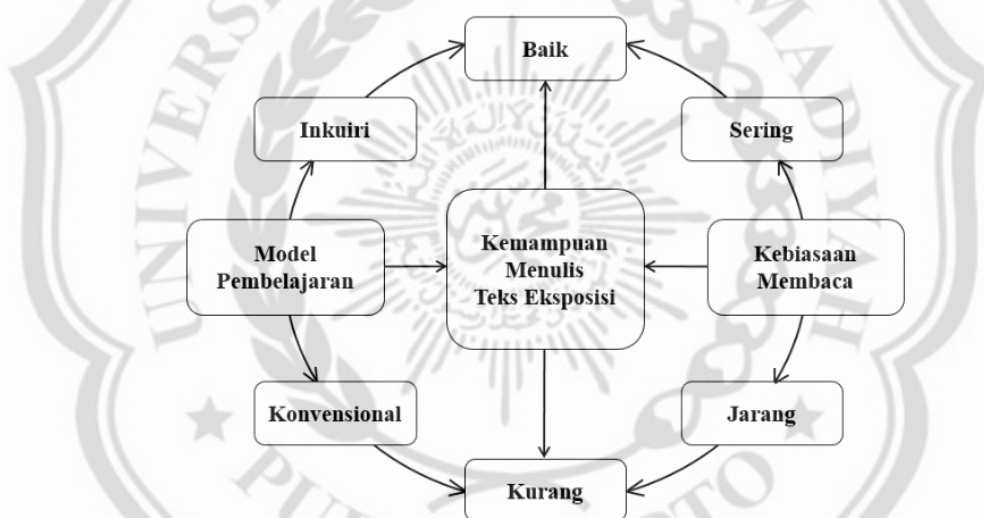 Baik
Inkuiri
Sering
Model
Pembelajaran
Kemampuan
Menulis
Teks Eksposisi
Kebiasaan
Membaca
Konvensional
Jarang
Kurang